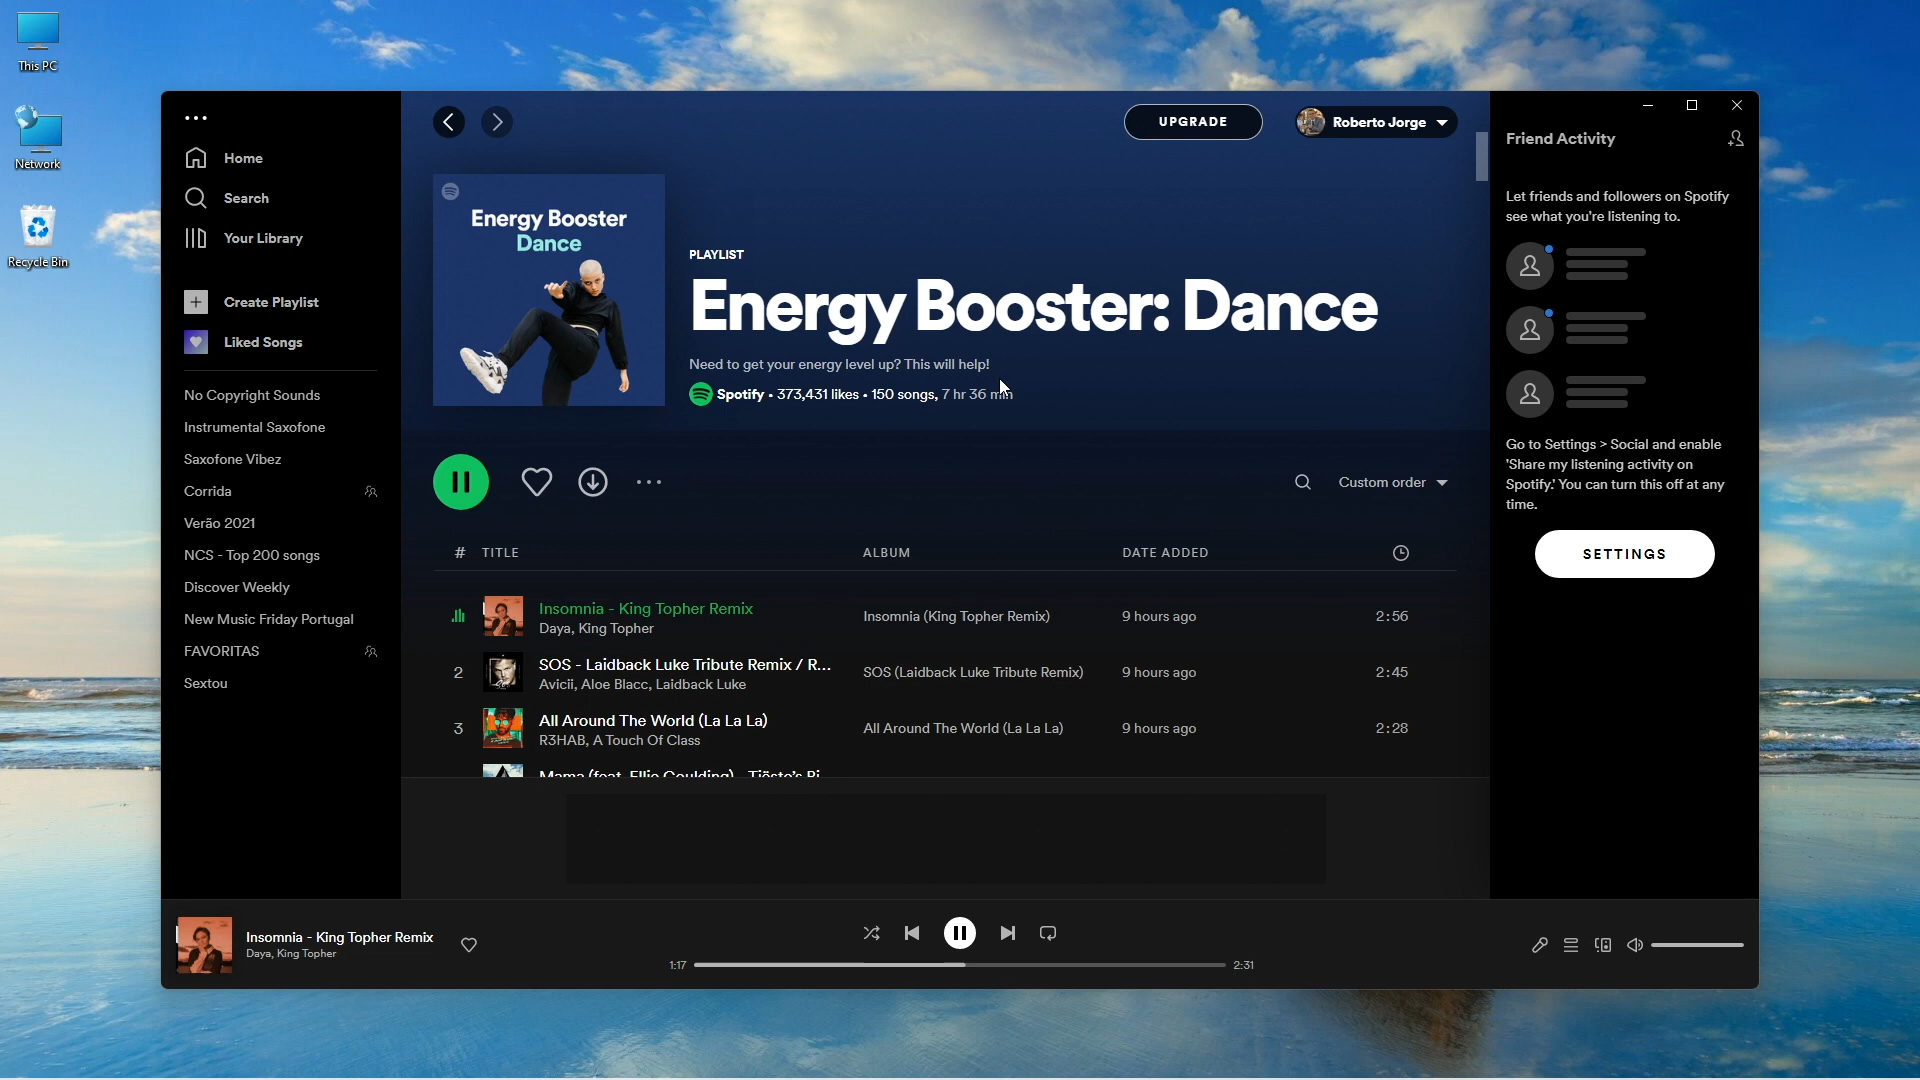 This PC
Network
Recycle Bin
Home
Search
Your Library
Create Playlist
Liked Songs
No Copyright Sounds
Instrumental Saxofone
Saxofone Vibez
Corrida
Verão 2021
NCS - Top 200 songs
Discover Weekly
New Music Friday Portugal
FAVORITAS
Sextou
UPGRADE
Roberto Jorge
Energy Booster
Dance
PLAYLIST
Energy Booster: Dance
Need to get your energy level up? This will help!
Spotify • 373,431 likes • 150 songs, 7 hr 36 min
Custom order
# TITLE ALBUM DATE ADDED
Insomnia - King Topher Remix
Daya, King Topher
Insomnia (King Topher Remix) 9 hours ago 2:56
2 SOS - Laidback Luke Tribute Remix / R...
Avicii, Aloe Blacc, Laidback Luke
SOS (Laidback Luke Tribute Remix) 9 hours ago 2:45
3 All Around The World (La La La)
R3HAB, A Touch Of Class
All Around The World (La La La) 9 hours ago 2:28
Mama (feat. Ellie Goulding) - Tiësto's
Friend Activity
Let friends and followers on Spotify
see what you're listening to.
Go to Settings > Social and enable
'Share my listening activity on
Spotify.' You can turn this off at any
time.
SETTINGS
Insomnia - King Topher Remix
Daya, King Topher
1:17
2:31